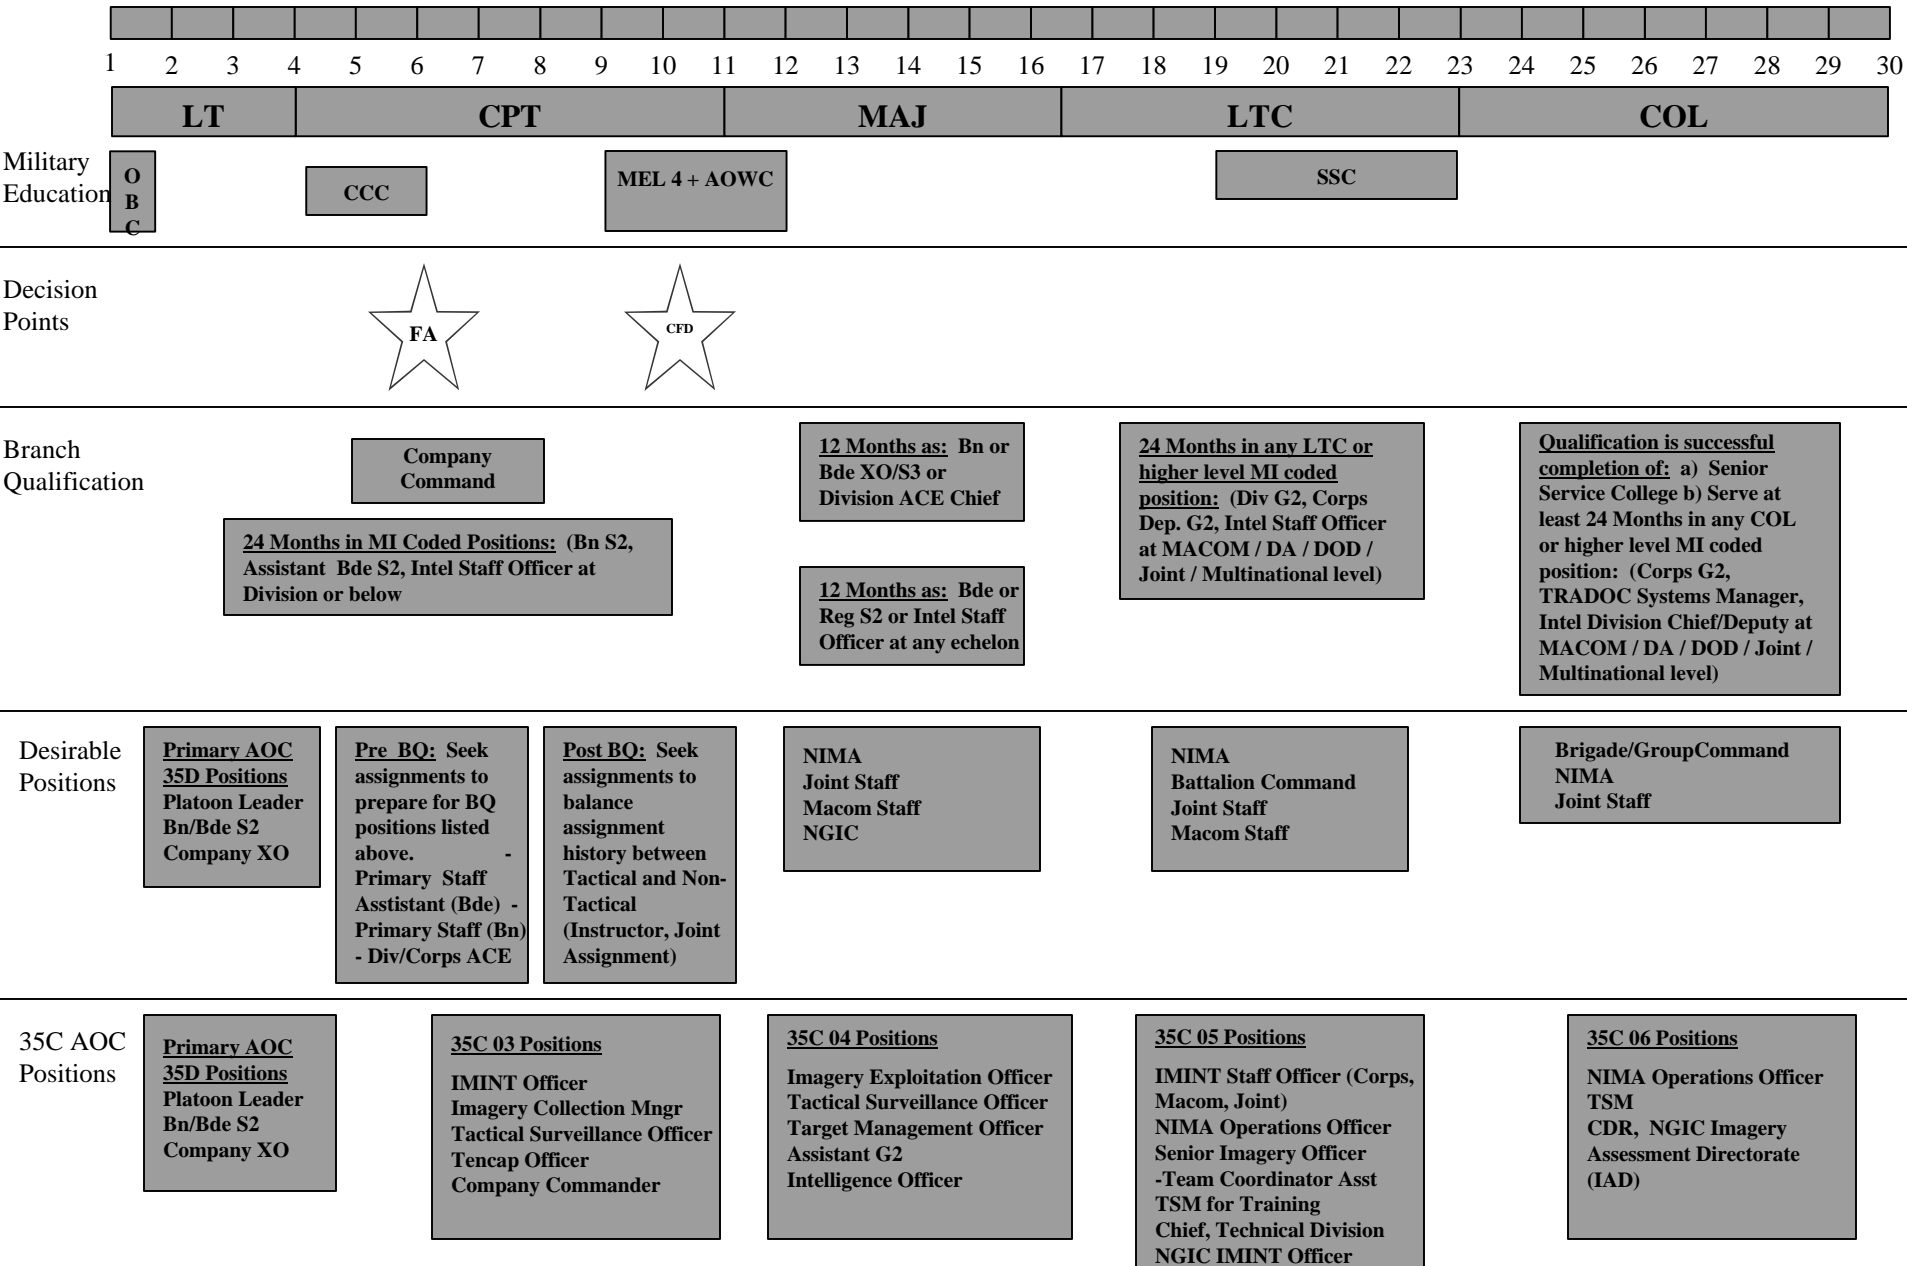 1 2 3 4 5 6 7 8 9 10 11 12 13 14 15 16 17 18 19 20 21 22 23 24 25 26 27 28 29 30
LT CPT MAJ LTC COL
Military
Education
O
B
C
CCC
MEL 4 + AOWC
SSC
Decision
Points
FA
CFD
Branch
Qualification
Company
Command
24 Months in MI Coded Positions: (Bn S2,
Assistant Bde S2, Intel Staff Officer at
Division or below
12 Months as: Bn or
Bde XO/S3 or
Division ACE Chief
12 Months as: Bde or
Reg S2 or Intel Staff
Officer at any echelon
24 Months in any LTC or
higher level MI coded
position: (Div G2, Corps
Dep. G2, Intel Staff Officer
at MACOM / DA / DOD /
Joint / Multinational level)
Qualification is successful
completion of: a) Senior
Service College b) Serve at
least 24 Months in any COL
or higher level MI coded
position: (Corps G2,
TRADOC Systems Manager,
Intel Division Chief/Deputy at
MACOM / DA / DOD / Joint /
Multinational level)
Desirable
Positions
Primary AOC
35D Positions
Platoon Leader
Bn/Bde S2
Company XO
Pre BQ: Seek
assignments to
prepare for BQ
positions listed
above. -
Primary Staff
Asstistant (Bde) -
Primary Staff (Bn)
- Div/Corps ACE
Post BQ: Seek
assignments to
balance
assignment
history between
Tactical and Non-
Tactical
(Instructor, Joint
Assignment)
NIMA
Joint Staff
Macom Staff
NGIC
NIMA
Battalion Command
Joint Staff
Macom Staff
Brigade/GroupCommand
NIMA
Joint Staff
35C AOC
Positions
Primary AOC
35D Positions
Platoon Leader
Bn/Bde S2
Company XO
35C 03 Positions
IMINT Officer
Imagery Collection Mngr
Tactical Surveillance Officer
Tencap Officer
Company Commander
35C 04 Positions
Imagery Exploitation Officer
Tactical Surveillance Officer
Target Management Officer
Assistant G2
Intelligence Officer
35C 05 Positions
IMINT Staff Officer (Corps,
Macom, Joint)
NIMA Operations Officer
Senior Imagery Officer
-Team Coordinator Asst
TSM for Training
Chief, Technical Division
NGIC IMINT Officer
35C 06 Positions
NIMA Operations Officer
TSM
CDR, NGIC Imagery
Assessment Directorate
(IAD)